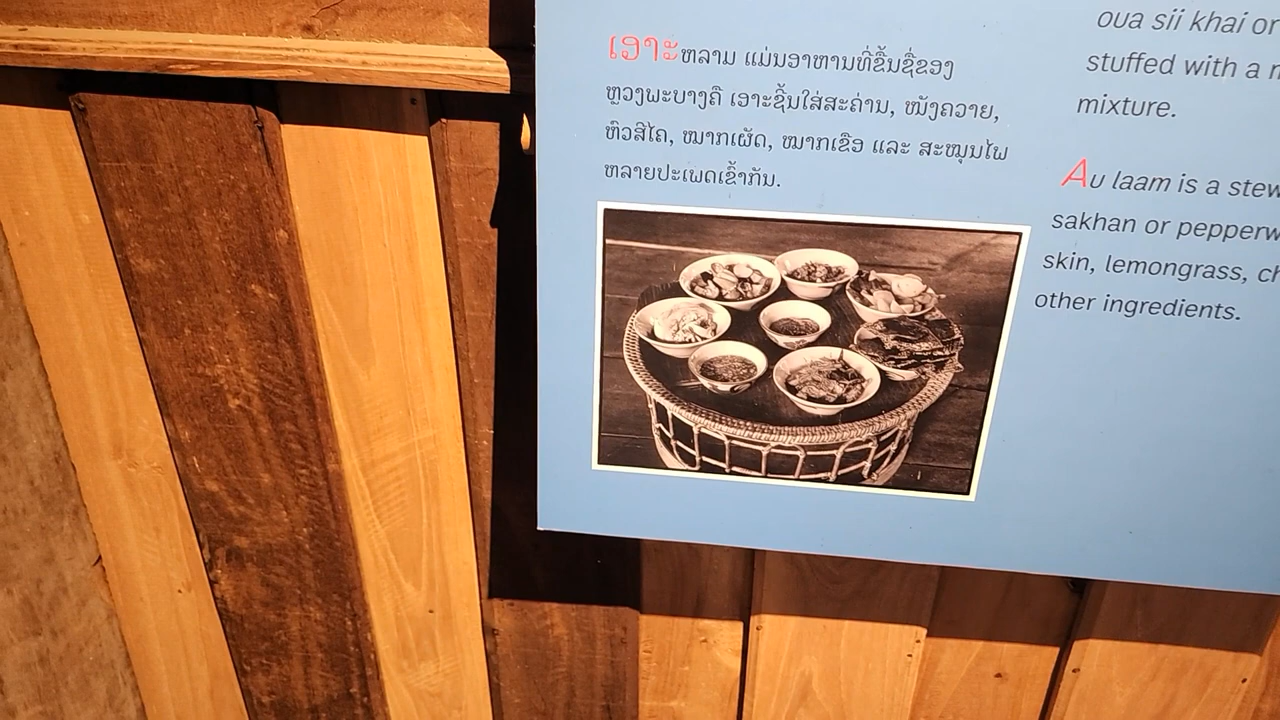 ເອາະຫລາມ ແມ່ນອາຫານທີ່ຂຶ້ນຊື່ຂອງ
ຫຼວງພະບາງຄື ເອາະຊີ້ນໃສ່ສະຄ່ານ, ໜັງຄວາຍ,
ຫົວສີໄຄ, ໝາກເຜັດ, ໝາກເຂືອ ແລະ ສະໝຸນໄພ
ຫລາຍປະເພດເຂົ້າກັນ.
oua sii khai or
stuffed with a
mixture.
Au laam is a stew
sakhan or pepperw
skin, lemongrass, ch
other ingredients.